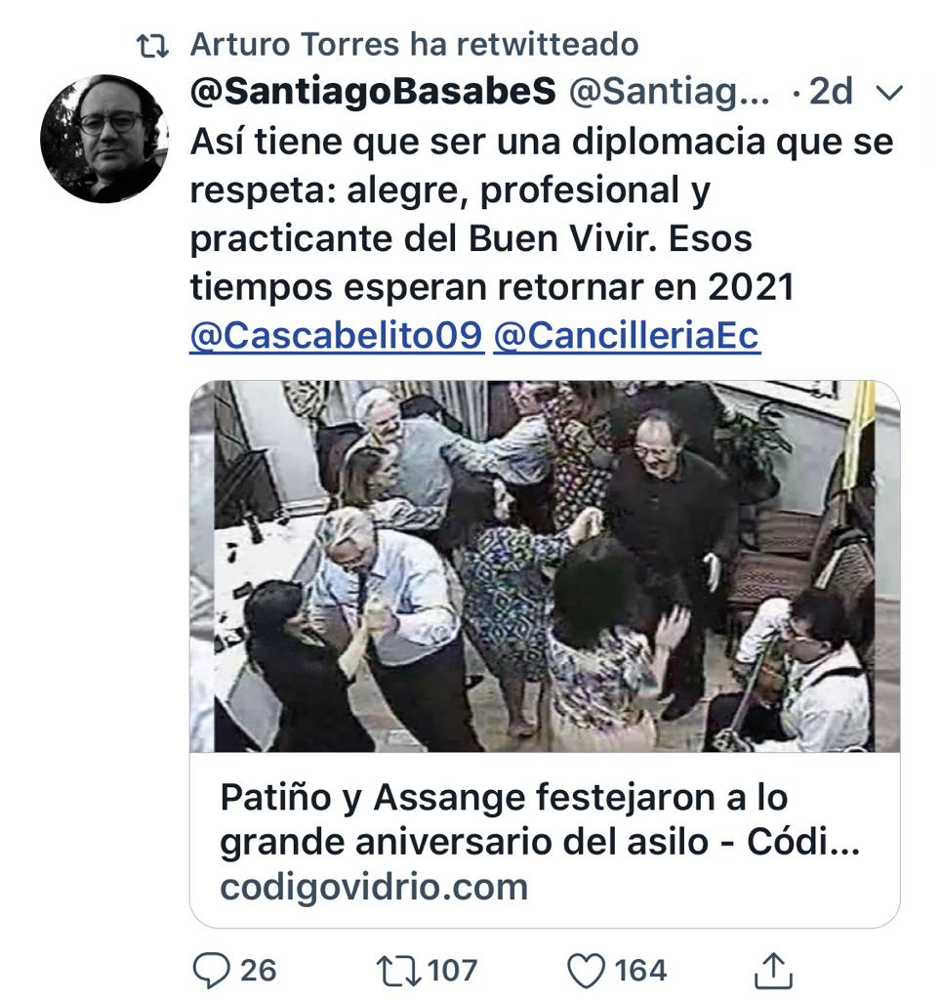 Arturo Torres ha retwitteado
@SantiagoBasabeS @Santiag... · 2d
Así tiene que ser una diplomacia que se
respeta: alegre, profesional y
practicante del Buen Vivir. Esos
tiempos esperan retornar en 2021
@Cascabelito09 @CancilleriaEc
Patiño y Assange festejaron a lo
grande aniversario del asilo - Códi...
codigovidrio.com
26 107 164